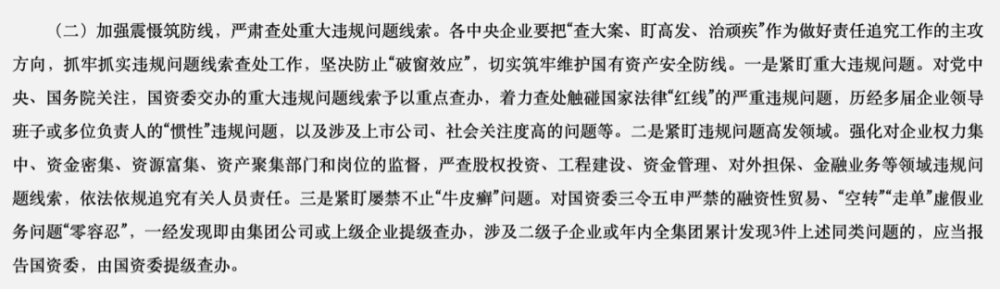 （二）加强震慑筑防线，严肃查处重大违规问题线索。各中央企业要把“查大案、盯高发、治顽疾”作为做好责任追究工作的主攻
方向，抓牢抓实违规问题线索查处工作，坚决防止“破窗效应”，切实筑牢维护国有资产安全防线。一是紧盯重大违规问题。对党中
央、国务院关注，国资委交办的重大违规问题线索予以重点查办，着力查处触碰国家法律“红线”的严重违规问题，历经多届企业领导
班子或多位负责人的“惯性”违规问题，以及涉及上市公司、社会关注度高的问题等。二是紧盯违规问题高发领域。强化对企业权力集
中、资金密集、资源富集、资产聚集部门和岗位的监督，严查股权投资、工程建设、资金管理、对外担保、金融业务等领域违规问
题线索，依法依规追究有关人员责任。三是紧盯屡禁不止“牛皮癣”问题。对国资委三令五申严禁的融资性贸易、“空转”“走单”虚假业
务问题“零容忍”，一经发现即由集团公司或上级企业提级查办，涉及二级子企业或年内全集团累计发现3件上述同类问题的，应当报
告国资委，由国资委提级查办。